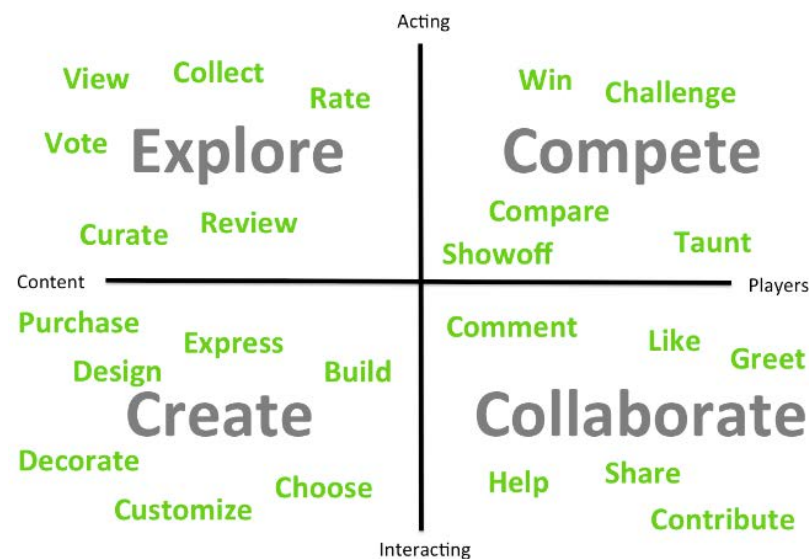 Acting
View
Collect
Rate
Vote
Explore
Curate
Review
Win
Challenge
Compete
Compare
Showoff
Taunt
Content
Players
Purchase
Express
Design
Build
Create
Decorate
Choose
Customize
Comment
Like
Greet
Collaborate
Help
Share
Contribute
Interacting